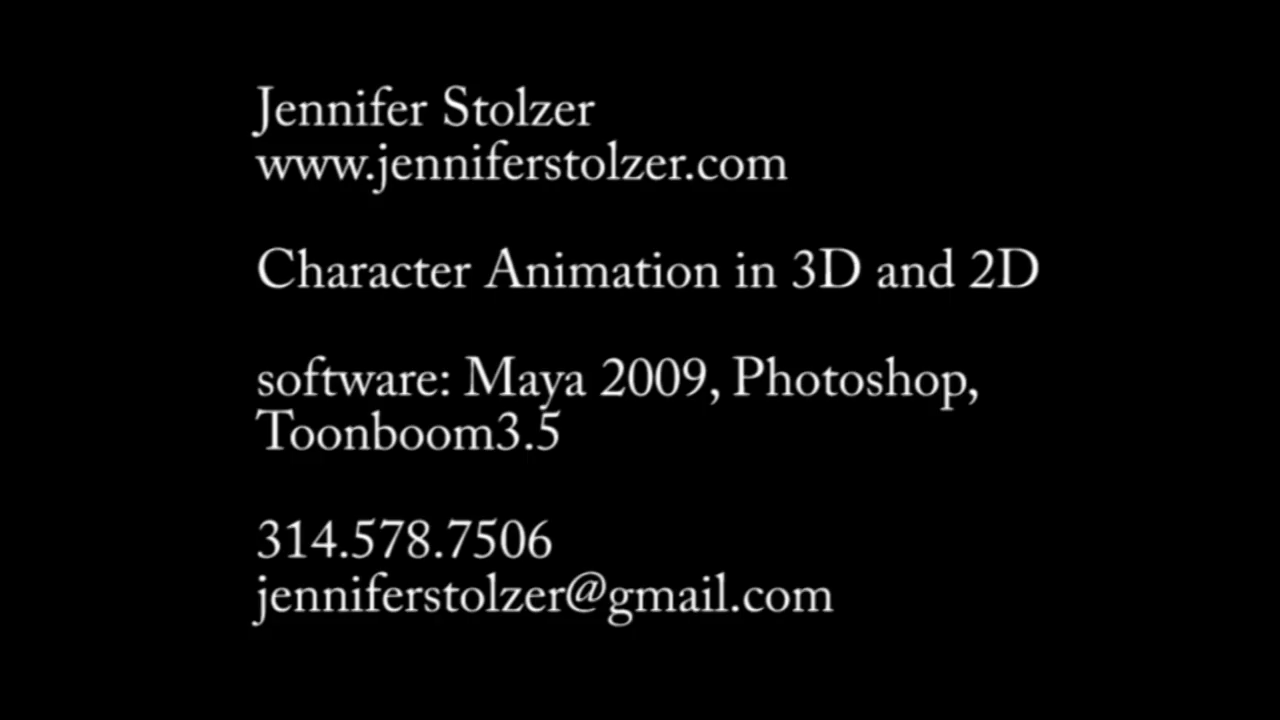 Jennifer Stolzer
www.jenniferstolzer.com
Character Animation in 3D and 2D
software: Maya 2009, Photoshop,
Toonboom3.5
314.578.7506
jenniferstolzer@gmail.com